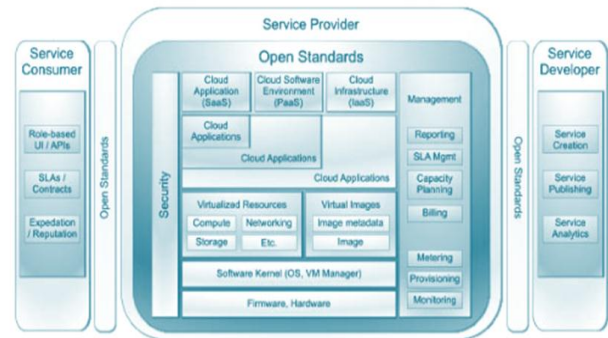 Service Provider
Service
Consumer
Role-based
UI / APIs
SLAs /
Contracts
Expedation
/ Reputation
Open Standards
Open Standards
Security
Cloud
Application
(SaaS)
Cloud Software
Environment
(PaaS)
Cloud
Infrastructure
(IaaS)
Cloud
Applications
Cloud Applications
Cloud Applications
Virtualized Resources
Compute
Networking
Storage
Etc.
Virtual Images
Image metadata
Image
Software Kernel (OS, VM Manager)
Firmware, Hardware
Management
Reporting
SLA Mgmt
Capacity
Planning
Billing
Metering
Provisioning
Monitoring
Open Standards
Service
Developer
Service
Creation
Service
Publishing
Service
Analytics